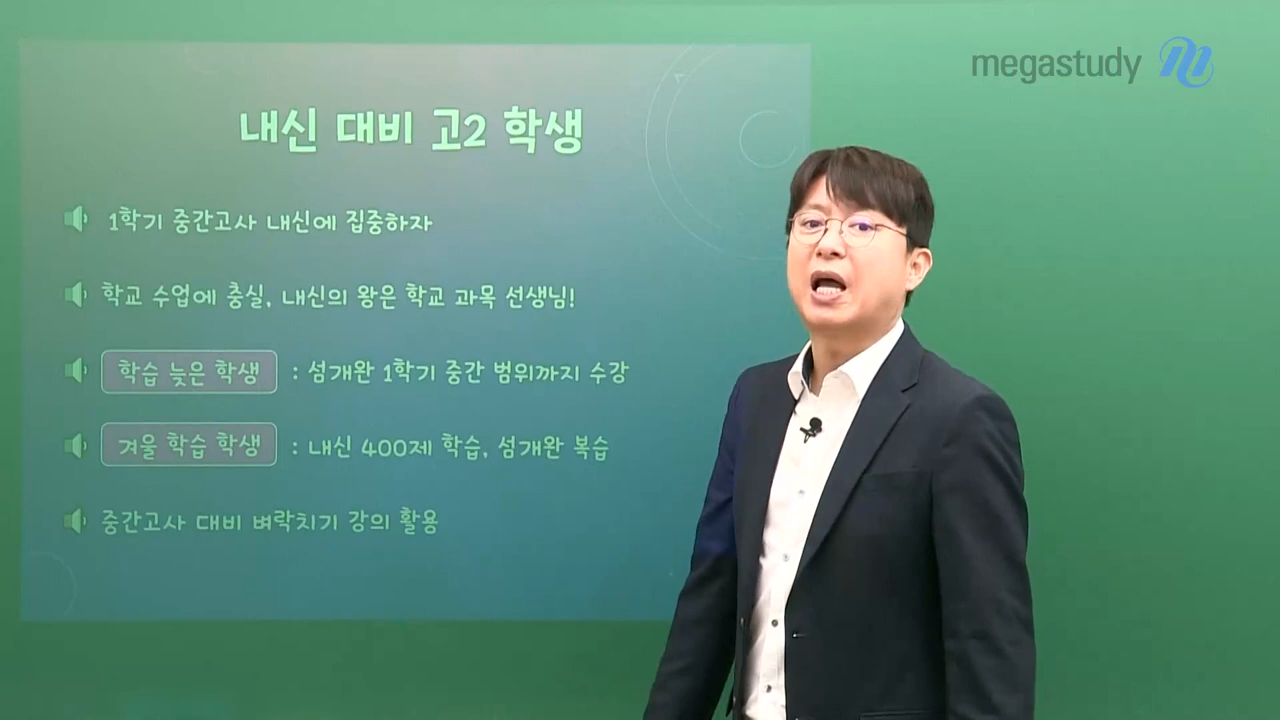 megastudy
내신 대비 고2 학생
1학기 중간고사 내신에 집중하자
학교 수업에 충실, 내신의 왕은 학교 과목 선생님!
학습 늦은 학생 : 섬개완 1학기 중간 범위까지 수강
겨울 학습 학생 : 내신 400제 학습, 섬개완 복습
중간고사 대비 벼락치기 강의 활용